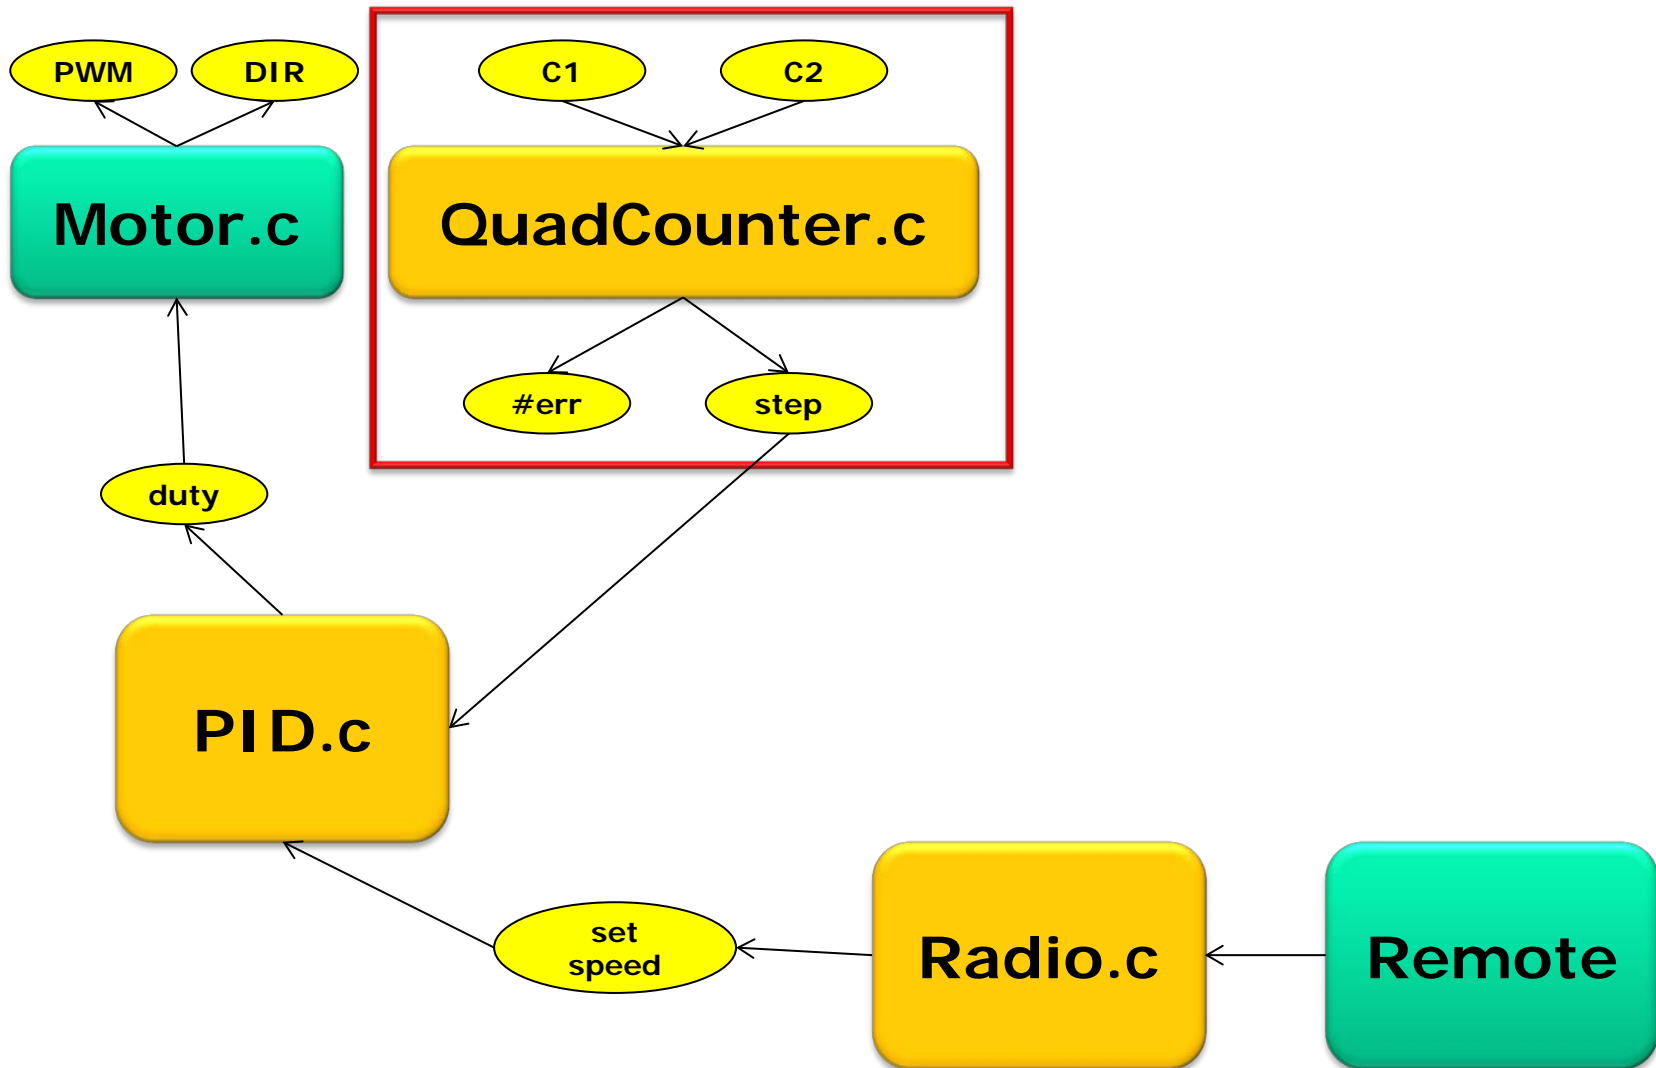 PWM
DIR
C1
C2
Motor.c
QuadCounter.c
#err
step
duty
PID.c
set
speed
Radio.c
Remote